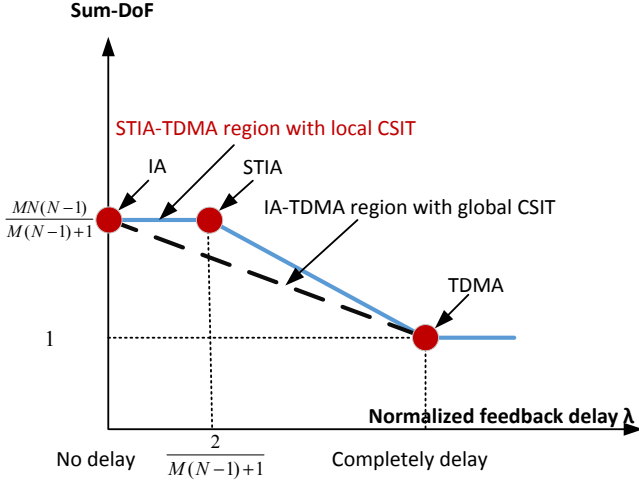 Sum-DoF
STIA-TDMA region with local CSIT
IA
STIA
IA-TDMA region with global CSIT
MN(N−1)
M(N−1)+1
TDMA
1
Normalized feedback delay λ
No delay
2
M(N−1)+1
Completely delay